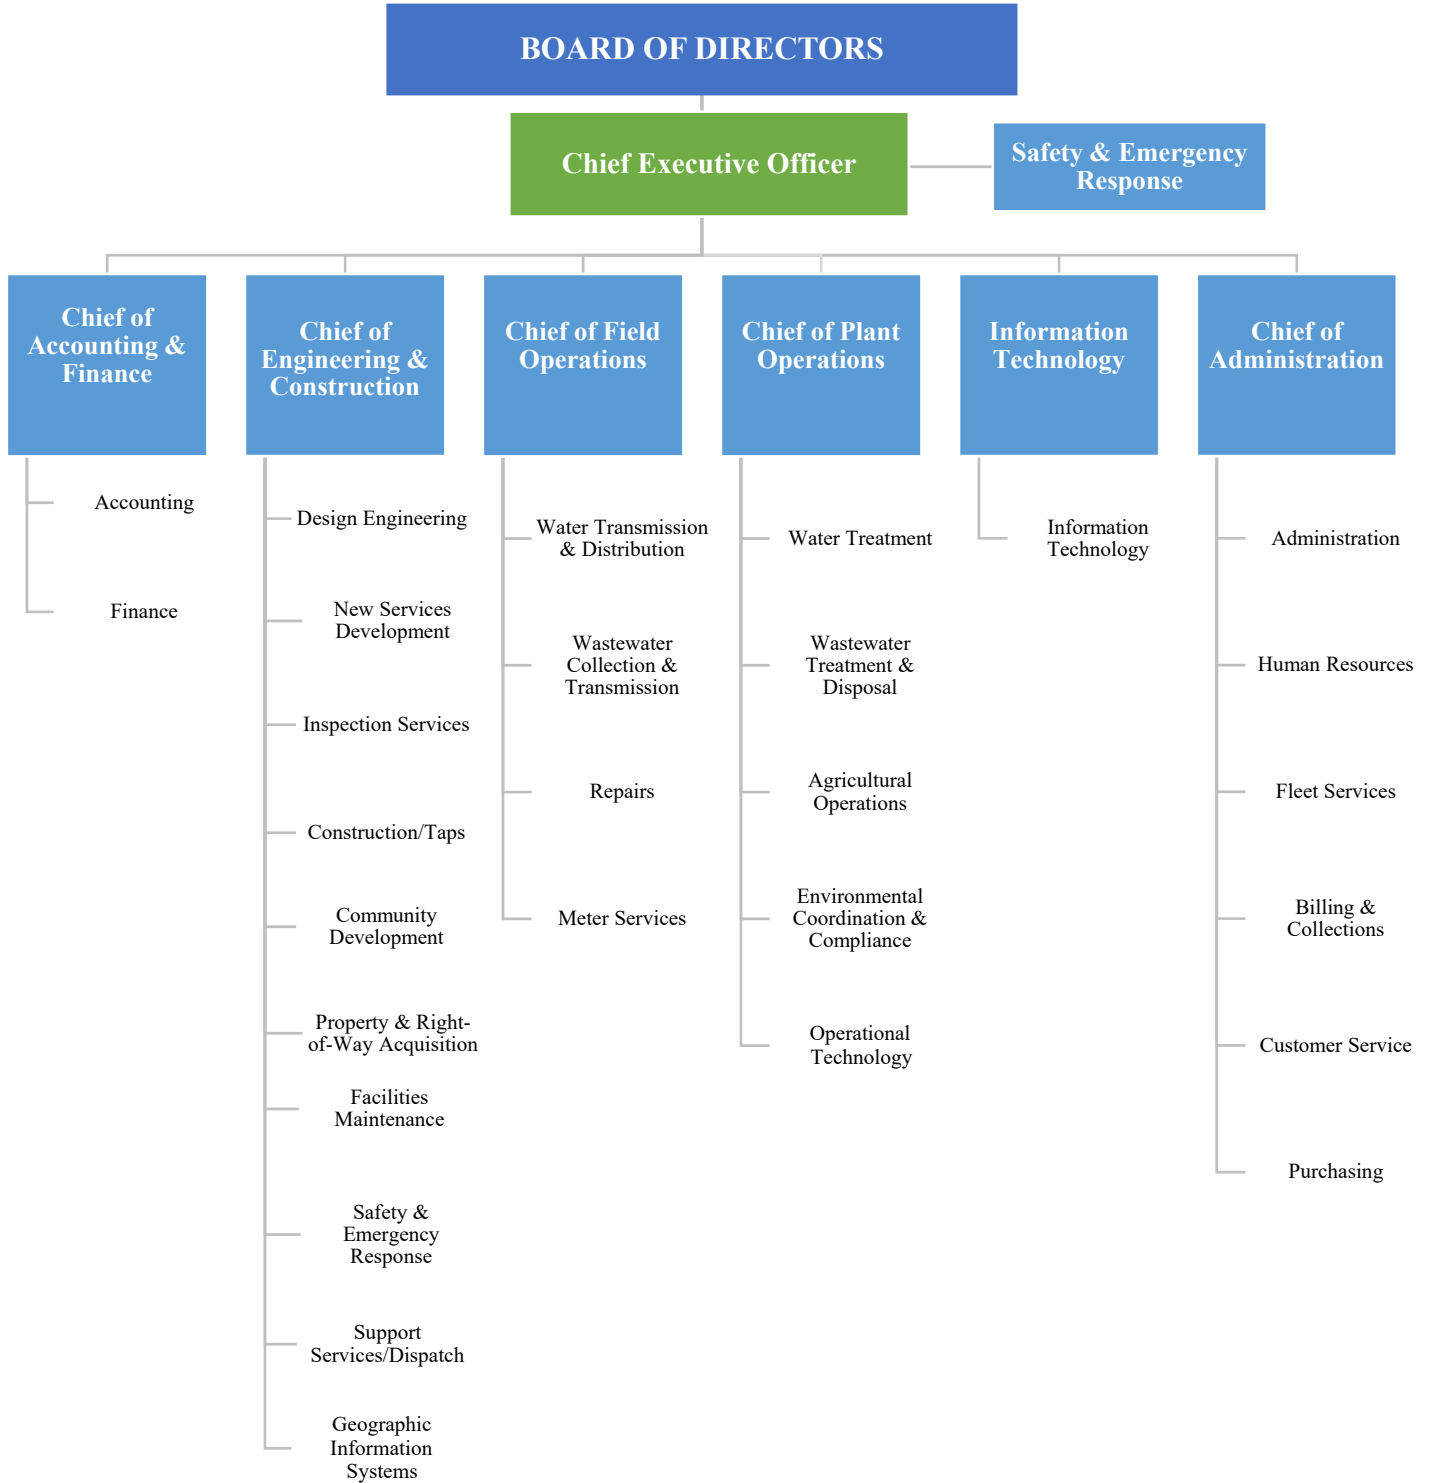 BOARD OF DIRECTORS
Chief Executive Officer
Safety & Emergency
Response
Chief of
Accounting &
Finance
Chief of
Engineering &
Construction
Chief of Field
Operations
Chief of Plant
Operations
Information
Technology
Chief of
Administration
Accounting
Finance
Design Engineering
New Services
Development
Inspection Services
Construction/Taps
Community
Development
Property & Right-
of-Way Acquisition
Facilities
Maintenance
Safety &
Emergency
Response
Support
Services/Dispatch
Geographic
Information
Systems
Water Transmission
& Distribution
Wastewater
Collection &
Transmission
Repairs
Meter Services
Water Treatment
Wastewater
Treatment &
Disposal
Agricultural
Operations
Environmental
Coordination &
Compliance
Operational
Technology
Information
Technology
Administration
Human Resources
Fleet Services
Billing &
Collections
Customer Service
Purchasing